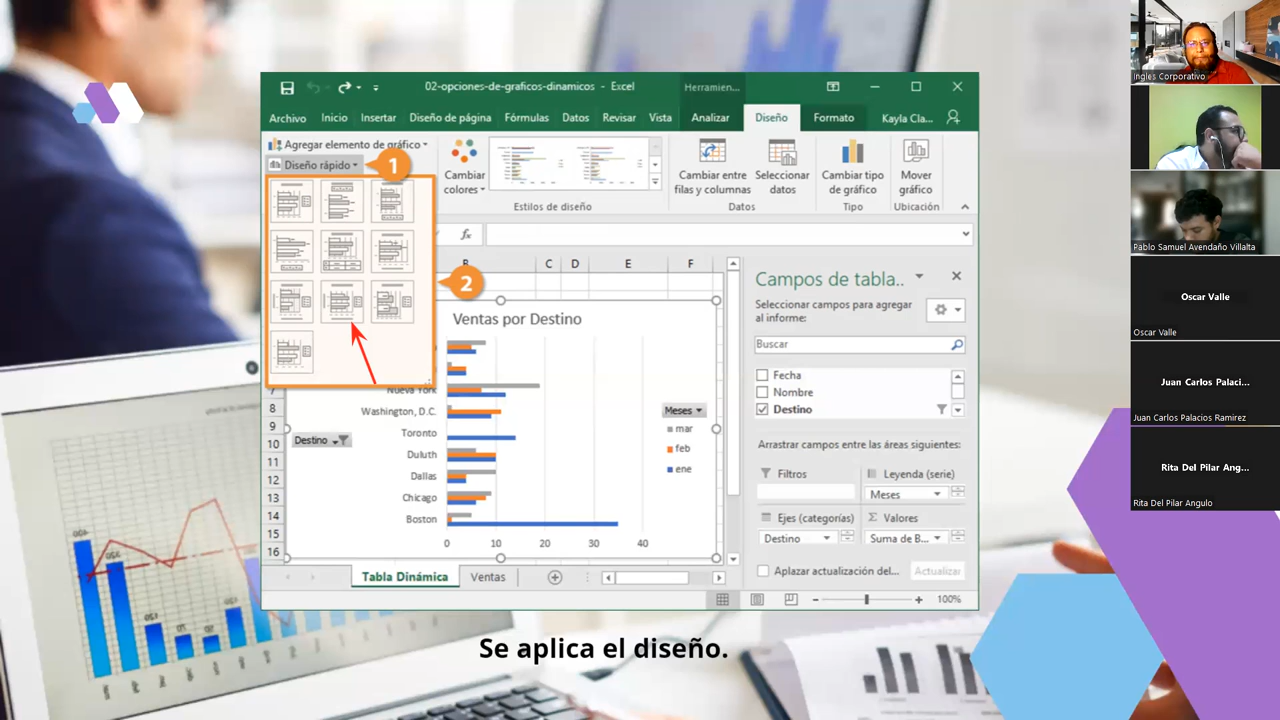 02-opciones-de-graficos-dinamicos - Excel
Herramien...
Archivo Inicio Insertar Diseño de página Fórmulas Datos Revisar Vista Analizar Diseño Formato Kayla Cla...
Agregar elemento de gráfico
Diseño rápido
1
Cambiar colores
Estilos de diseño
Cambiar entre filas y columnas
Seleccionar datos
Datos
Cambiar tipo de gráfico
Tipo
Mover gráfico
Ubicación
2
fx
B C D E F
8
9
10
11
12
13
14
15
16
Ventas por Destino
Nueva York
Washington, D.C.
Toronto
Duluth
Dallas
Chicago
Boston
Destino
0 10 20 30 40
Meses
mar
feb
ene
Campos de tabla..
Seleccionar campos para agregar
al informe:
Buscar
Fecha
Nombre
Destino
Arrastrar campos entre las áreas siguientes:
Filtros
Leyenda (serie)
Meses
Ejes (categorías)
Valores
Destino
Suma de B...
Aplazar actualización del...
Actualizar
Tabla Dinámica
Ventas
100%
Se aplica el diseño.
Ingles Corporativo
Pablo Samuel Avendaño Villalta
Oscar Valle
Oscar Valle
Juan Carlos Palaci...
Juan Carlos Palacios Ramirez
Rita Del Pilar Ang...
Rita Del Pilar Angulo